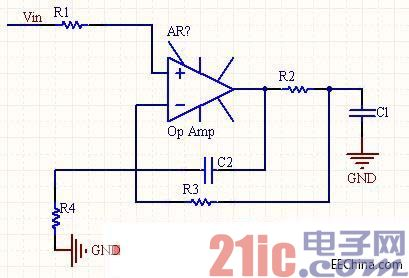 Vin
R1
AR?
R2
C1
Op Amp
C2
GND
R3
R4
GND
21ic 电子网
EEChina.com